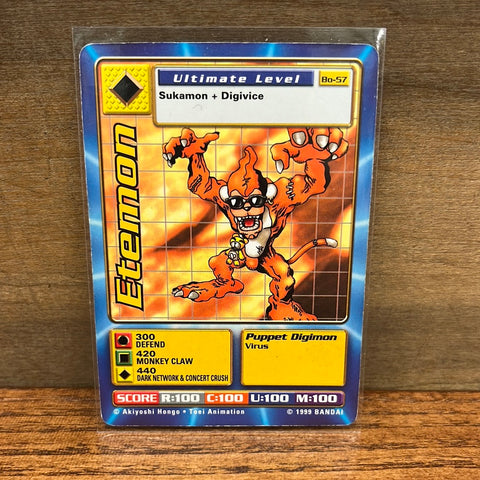 Ultimate Level
Bo-57
Sukamon + Digivice
Etemon
300
DEFEND
420
MONKEY CLAW
440
DARK NETWORK & CONCERT CRUSH
Puppet Digimon
Virus
SCORE R:100 C:100 U:100 M:100
© Akiyoshi Hongo • Toei Animation © 1999 BANDAI